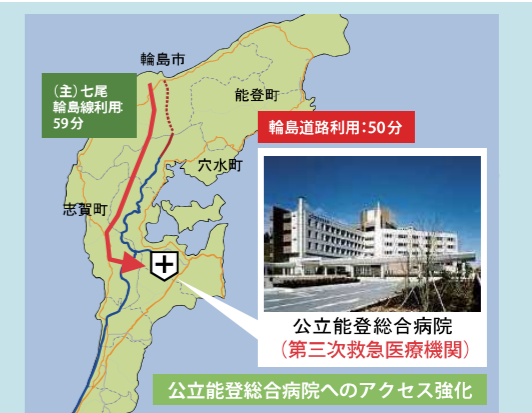 輪島市
（主）七尾
輪島線利用:
59分
能登町
輪島道路利用：50分
穴水町
志賀町
公立能登総合病院
（第三次救急医療機関）
公立能登総合病院へのアクセス強化